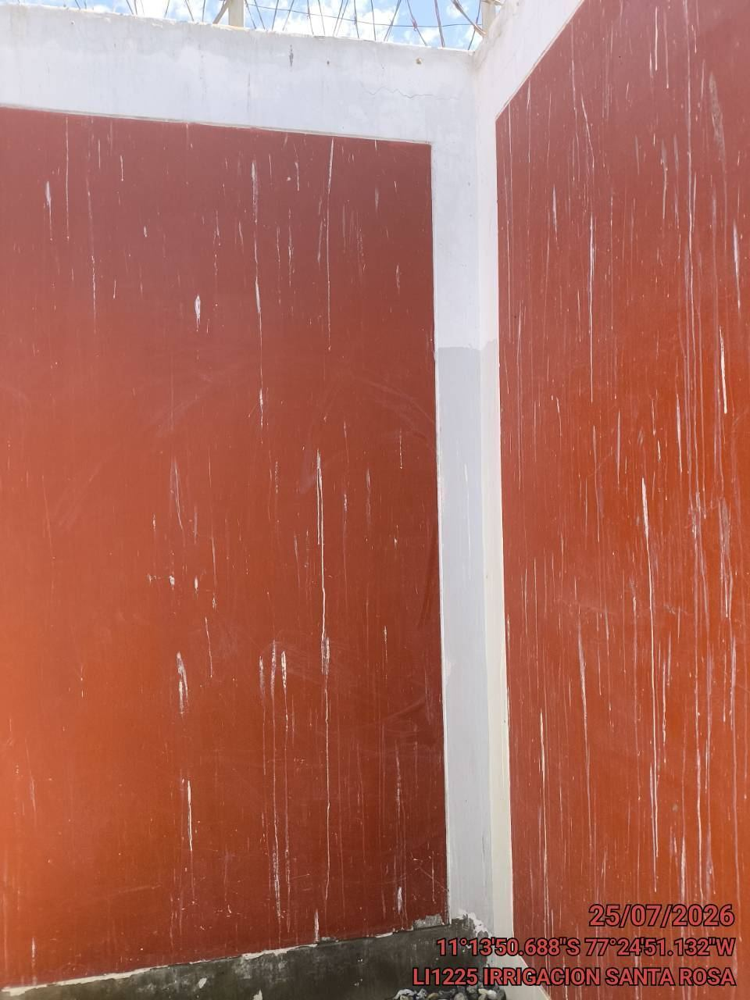 25/07/2026
11°13'50.688"S 77°24'51.132"W
LI1225 IRRIGACION SANTA ROSA